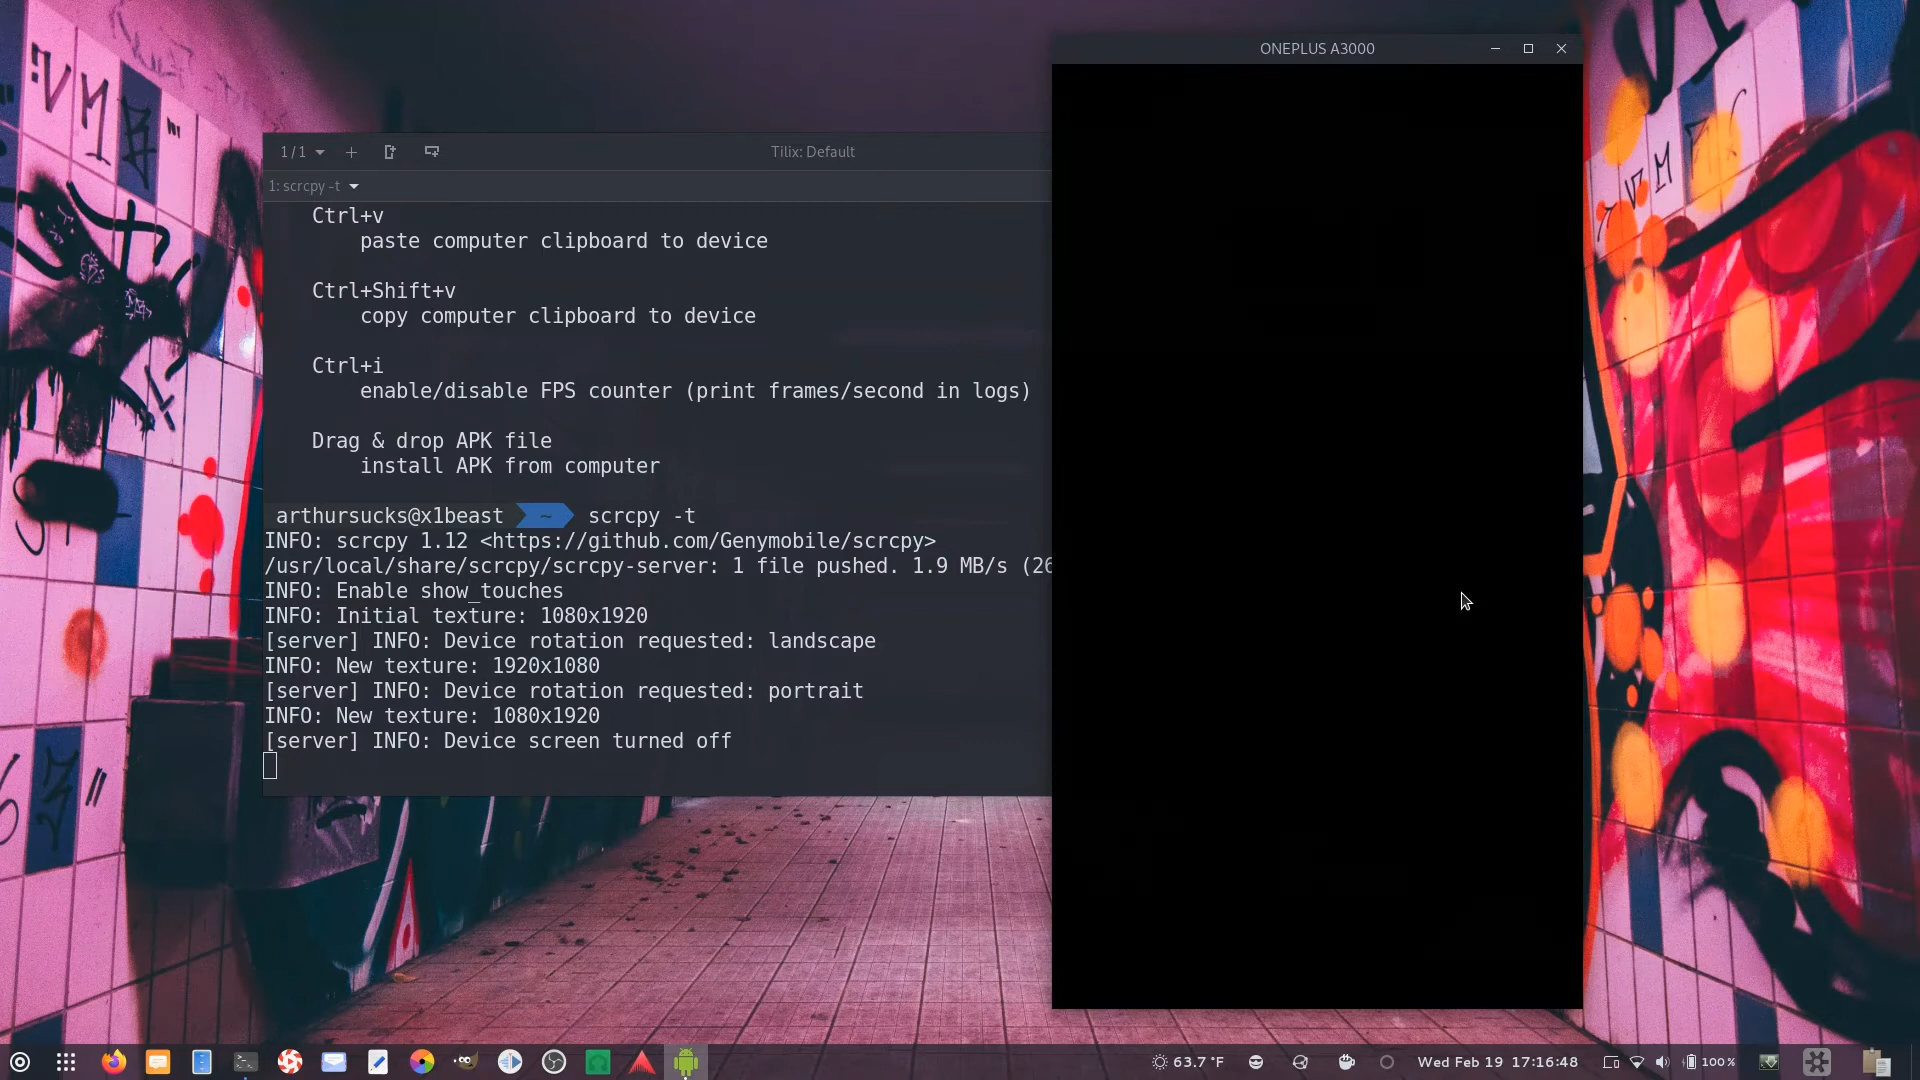 ONEPLUS A3000
1 / 1
Tilix: Default
1: scrcpy -t
Ctrl+v
paste computer clipboard to device
Ctrl+Shift+v
copy computer clipboard to device
Ctrl+i
enable/disable FPS counter (print frames/second in logs)
Drag & drop APK file
install APK from computer
arthursucks@x1beast ~ scrcpy -t
INFO: scrcpy 1.12 <https://github.com/Genymobile/scrcpy>
/usr/local/share/scrcpy/scrcpy-server: 1 file pushed. 1.9 MB/s (26
INFO: Enable show_touches
INFO: Initial texture: 1080x1920
[server] INFO: Device rotation requested: landscape
INFO: New texture: 1920x1080
[server] INFO: Device rotation requested: portrait
INFO: New texture: 1080x1920
[server] INFO: Device screen turned off
63.7 °F
Wed Feb 19 17:16:48
100 %